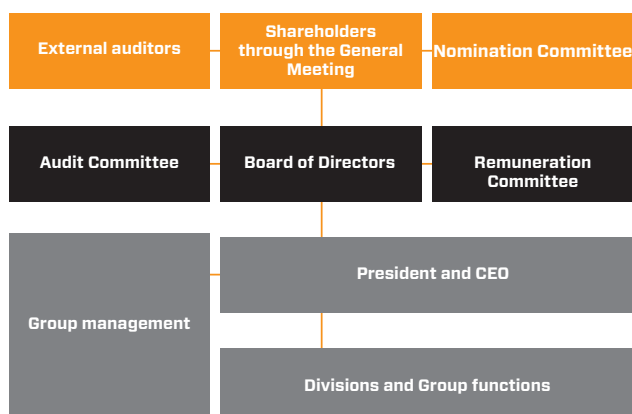 External auditors
Shareholders
through the General
Meeting
Nomination Committee
Audit Committee
Board of Directors
Remuneration
Committee
President and CEO
Group management
Divisions and Group functions